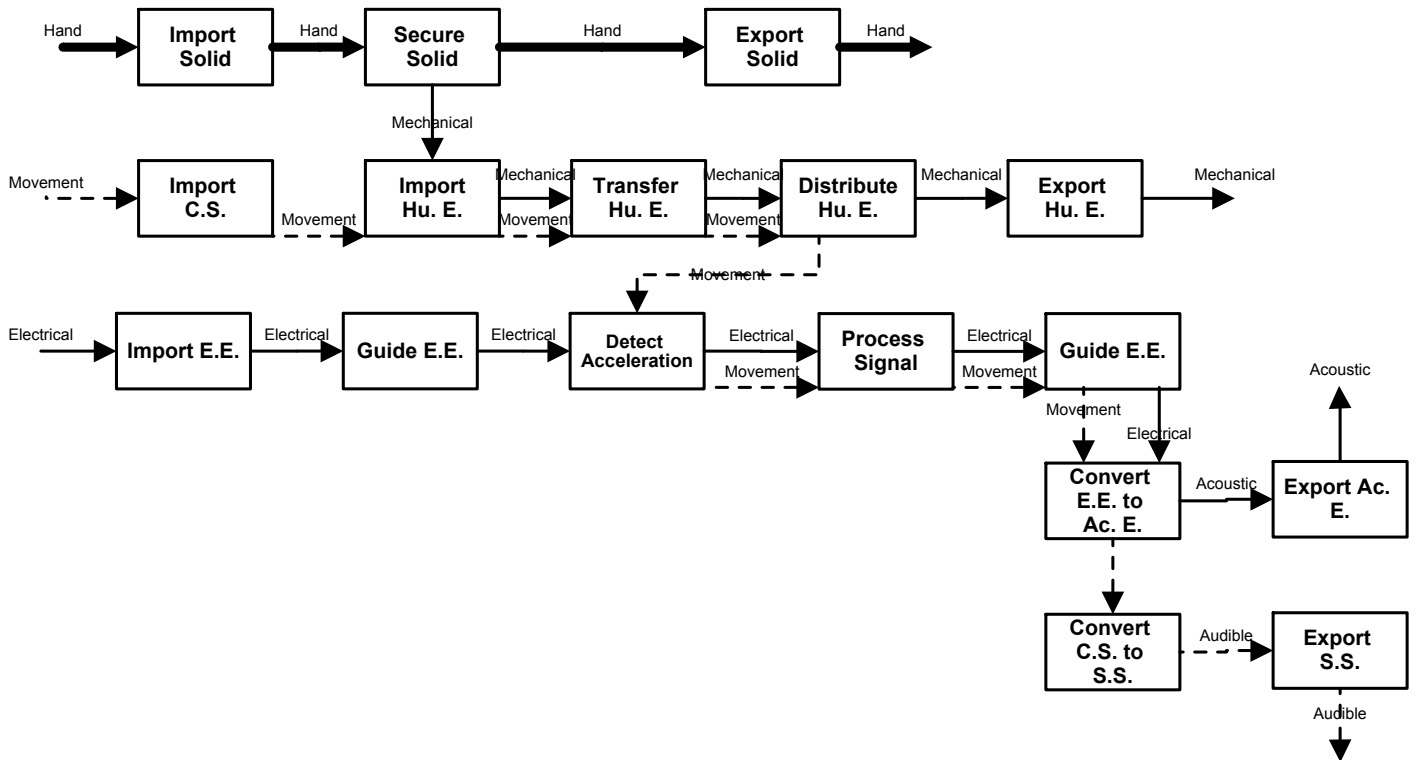 Hand
Import
Solid
Hand
Secure
Solid
Hand
Export
Solid
Hand
Mechanical
Movement
Import
C.S.
Movement
Import
Hu. E.
Mechanical
Movement
Transfer
Hu. E.
Mechanical
Movement
Distribute
Hu. E.
Mechanical
Export
Hu. E.
Mechanical
Movement
Electrical
Import E.E.
Electrical
Guide E.E.
Electrical
Detect
Acceleration
Electrical
Movement
Process
Signal
Electrical
Movement
Guide E.E.
Movement
Electrical
Acoustic
Convert
E.E. to
Ac. E.
Acoustic
Export Ac.
E.
Convert
C.S. to
S.S.
Audible
Export
S.S.
Audible